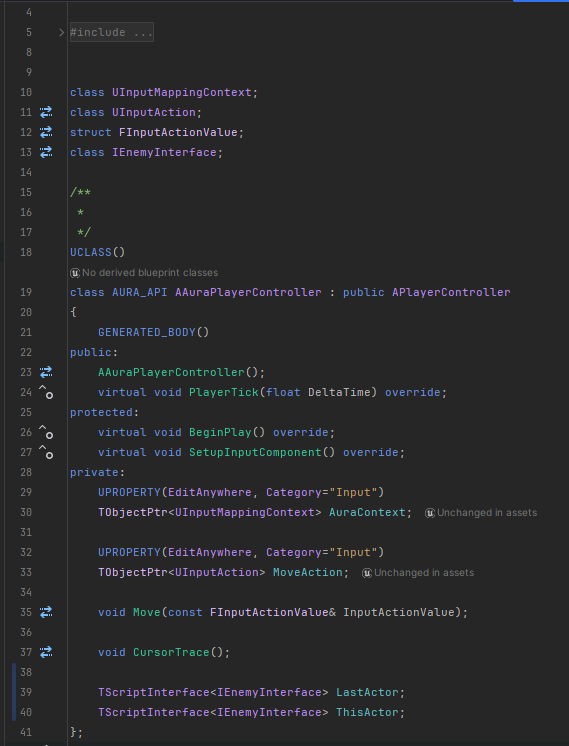 4
5 #include ...
8
9
10 class UInputMappingContext;
11 class UInputAction;
12 struct FInputActionValue;
13 class IEnemyInterface;
14
15 /**
16 *
17 */
18 UCLASS()
No derived blueprint classes
19 class AURA_API AAuraPlayerController : public APlayerController
20 {
21 GENERATED_BODY()
22 public:
23 AAuraPlayerController();
24 virtual void PlayerTick(float DeltaTime) override;
25 protected:
26 virtual void BeginPlay() override;
27 virtual void SetupInputComponent() override;
28 private:
29 UPROPERTY(EditAnywhere, Category="Input")
30 TObjectPtr<UInputMappingContext> AuraContext; Unchanged in assets
31
32 UPROPERTY(EditAnywhere, Category="Input")
33 TObjectPtr<UInputAction> MoveAction; Unchanged in assets
34
35 void Move(const FInputActionValue& InputActionValue);
36
37 void CursorTrace();
38
39 TScriptInterface<IEnemyInterface> LastActor;
40 TScriptInterface<IEnemyInterface> ThisActor;
41 };